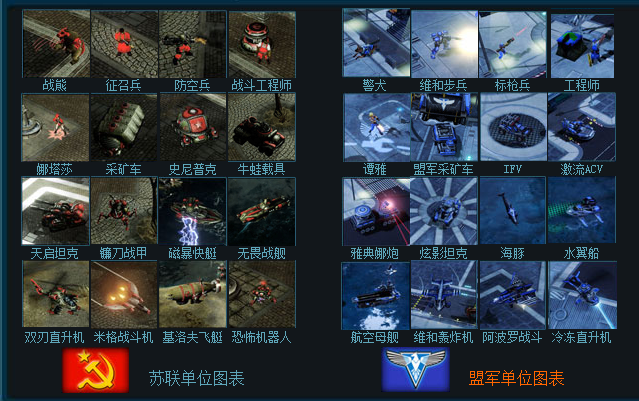 战熊 征召兵 防空兵 战斗工程师 警犬 维和步兵 标枪兵 工程师
娜塔莎 采矿车 史尼普克 牛蛙载具 谭雅 盟军采矿车 IFV 激流ACV
天启坦克 镰刀战甲 磁暴快艇 无畏战舰 雅典娜炮 炫影坦克 海豚 水翼船
双刃直升机 米格战斗机 基洛夫飞艇 恐怖机器人 航空母舰 维和轰炸机 阿波罗战斗 冷冻直升机
苏联单位图表 盟军单位图表